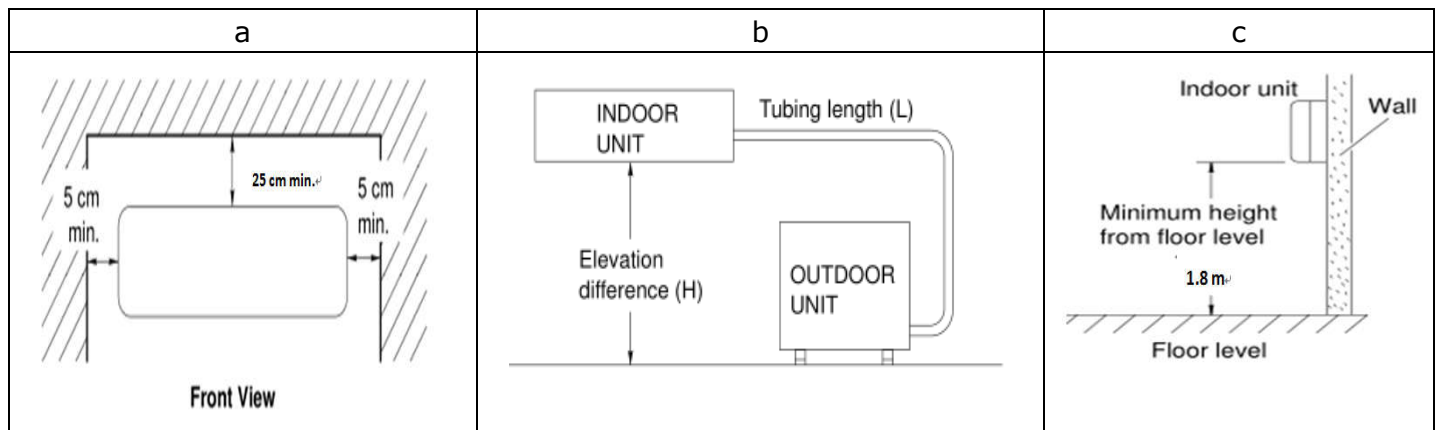 a
b
c
25 cm min.
5 cm
min.
5 cm
min.
Front View
INDOOR
UNIT
Tubing length (L)
Elevation
difference (H)
OUTDOOR
UNIT
Indoor unit
Wall
Minimum height
from floor level
1.8 m
Floor level